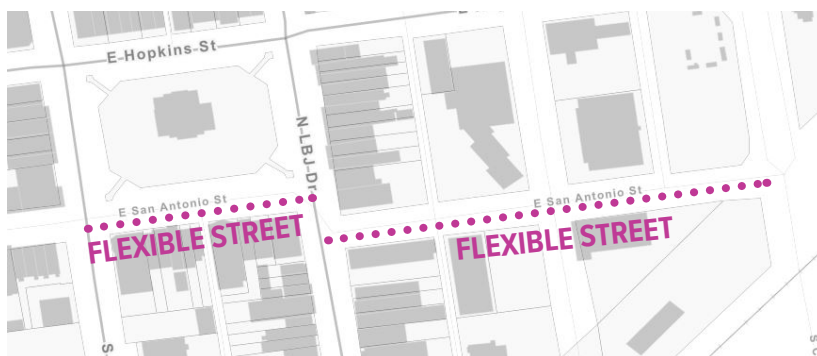 E-Hopkins-St
N-LBJ-Dr
E San Antonio St
E San Antonio St
FLEXIBLE STREET
FLEXIBLE STREET
S